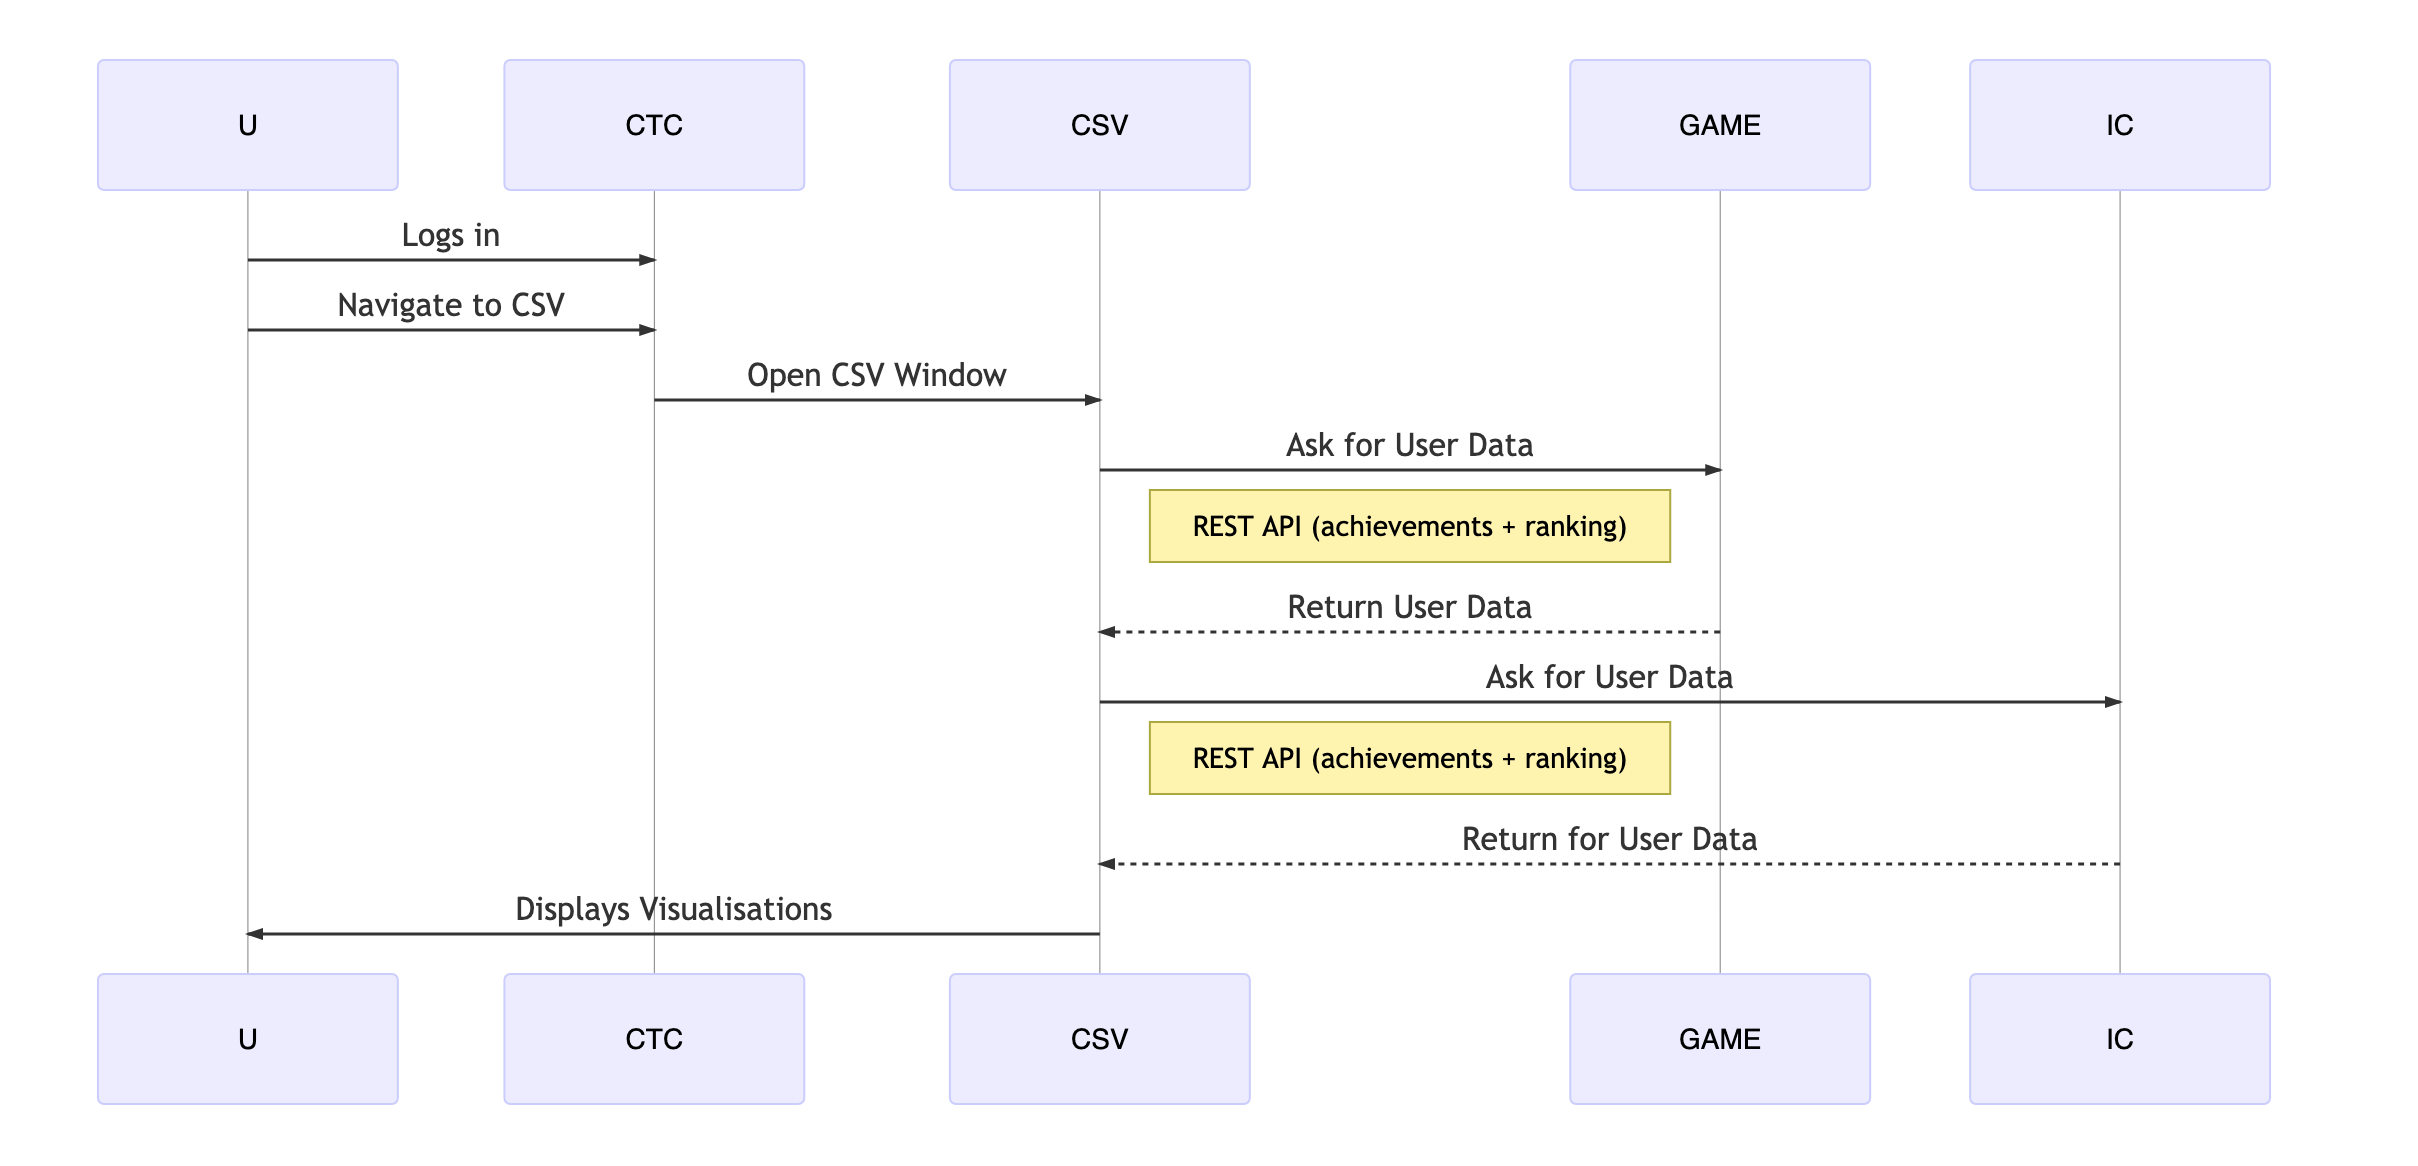 U
CTC
CSV
GAME
IC
Logs in
Navigate to CSV
Open CSV Window
Ask for User Data
REST API (achievements + ranking)
Return User Data
Ask for User Data
REST API (achievements + ranking)
Return for User Data
Displays Visualisations
U
CTC
CSV
GAME
IC